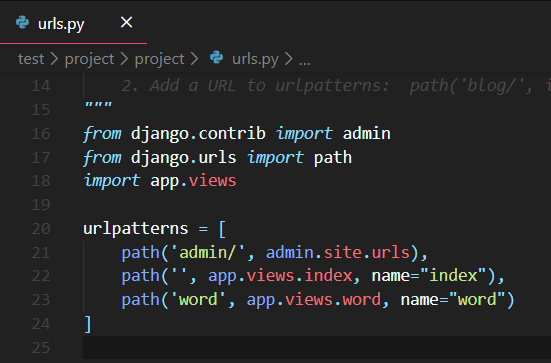 urls.py ×
test > project > project > urls.py > ...
14 2. Add a URL to urlpatterns:  path('blog/', i
15 """
16 from django.contrib import admin
17 from django.urls import path
18 import app.views
19
20 urlpatterns = [
21     path('admin/', admin.site.urls),
22     path('', app.views.index, name="index"),
23     path('word', app.views.word, name="word")
24 ]
25